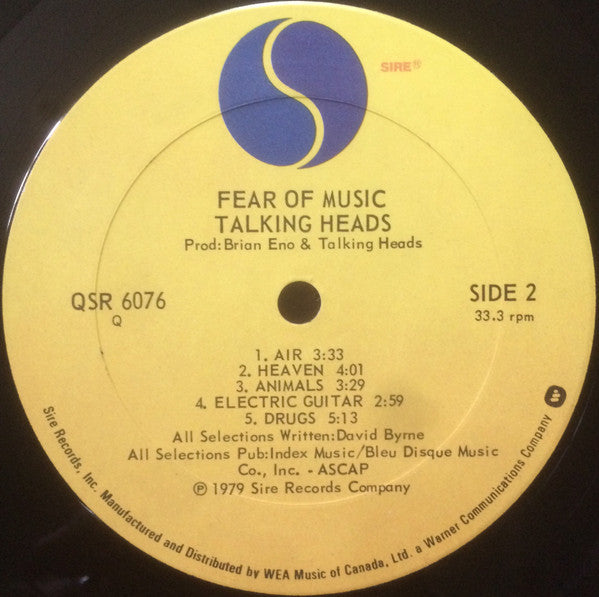 SIRE®
FEAR OF MUSIC
TALKING HEADS
Prod:Brian Eno & Talking Heads
QSR 6076
Q
SIDE 2
33.3 rpm
1. AIR 3:33
2. HEAVEN 4:01
3. ANIMALS 3:29
4. ELECTRIC GUITAR 2:59
5. DRUGS 5:13
All Selections Written:David Byrne
All Selections Pub:Index Music/Bleu Disque Music
Co., Inc. - ASCAP
℗ 1979 Sire Records Company
Sire Records, Inc. Manufactured and Distributed by WEA Music of Canada, Ltd. a Warner Communications Company